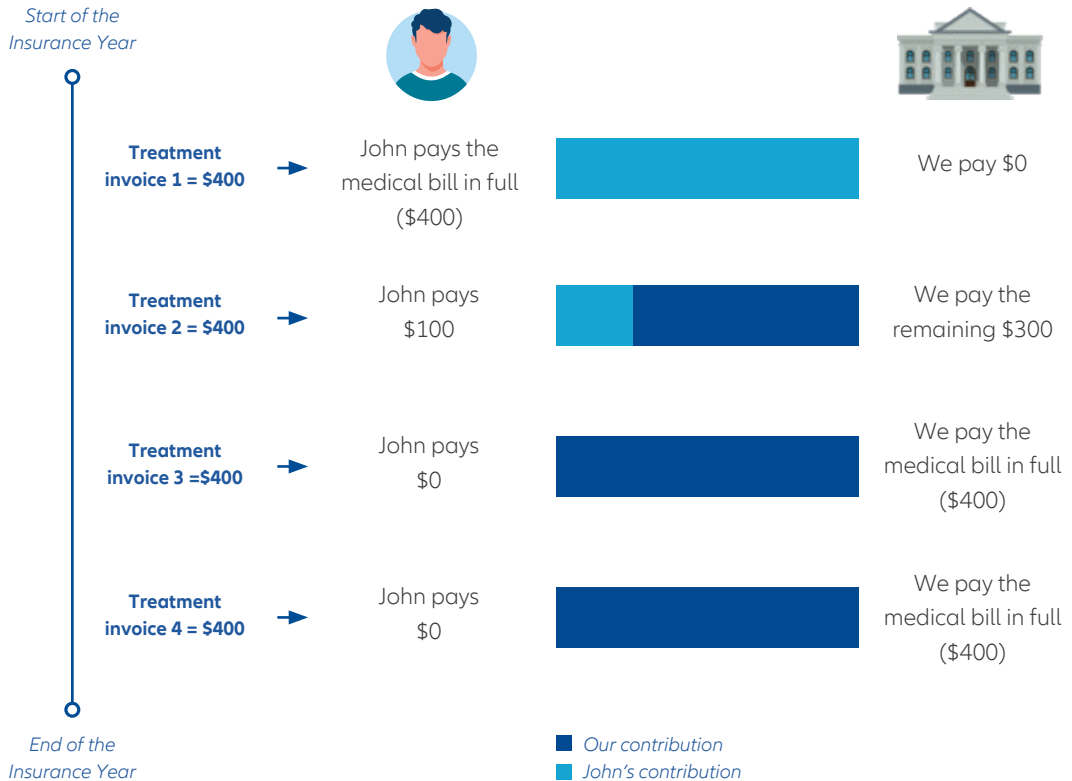 Start of the
Insurance Year
Treatment
invoice 1 = $400
John pays the
medical bill in full
($400)
We pay $0
Treatment
invoice 2 = $400
John pays
$100
We pay the
remaining $300
Treatment
invoice 3 =$400
John pays
$0
We pay the
medical bill in full
($400)
Treatment
invoice 4 = $400
John pays
$0
We pay the
medical bill in full
($400)
End of the
Insurance Year
Our contribution
John's contribution